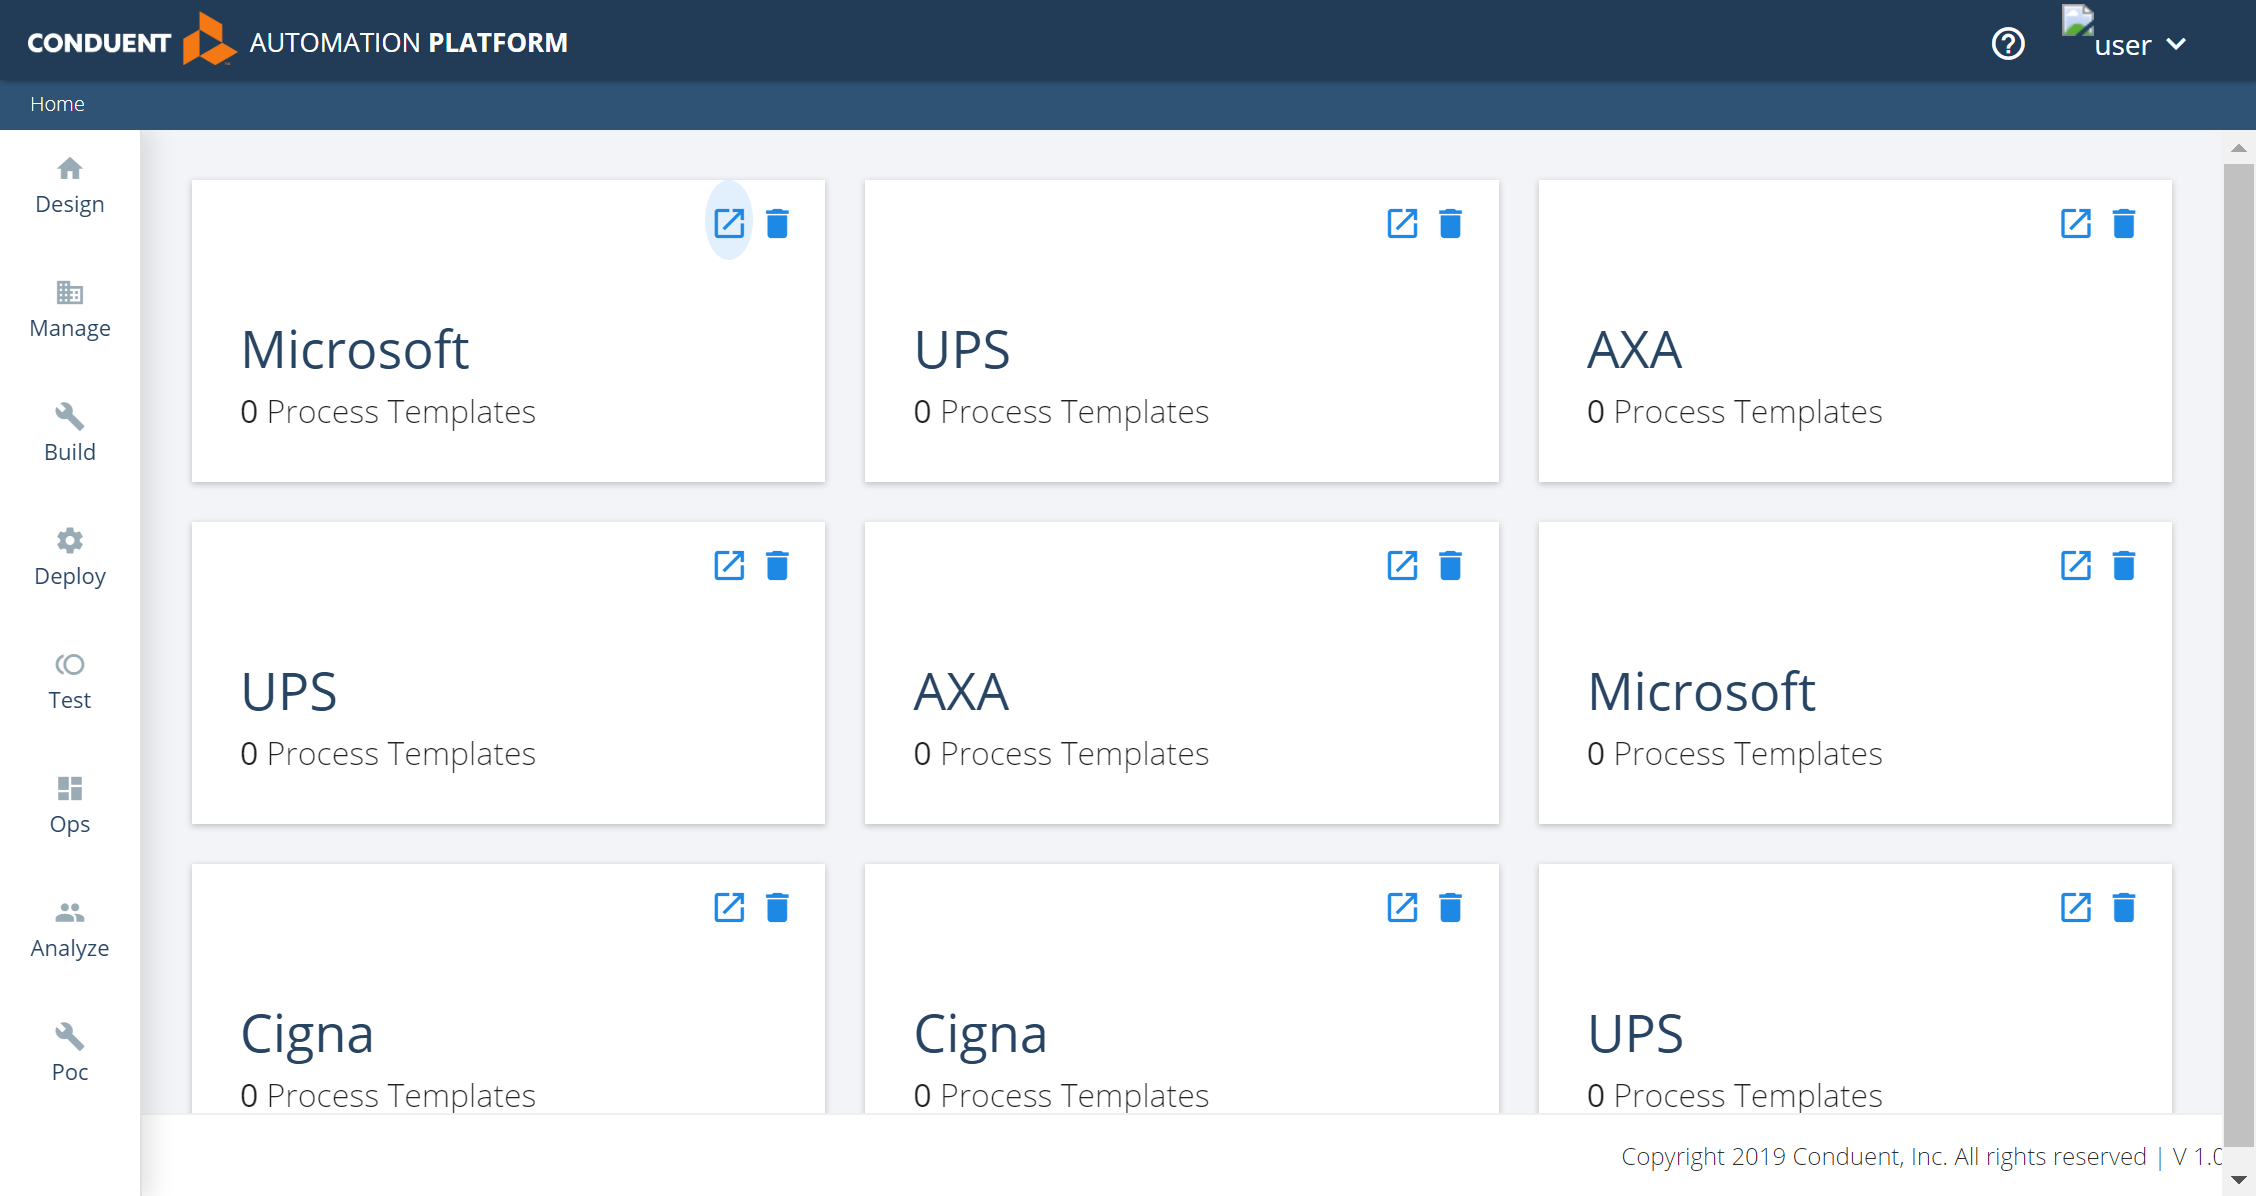 CONDUENT AUTOMATION PLATFORM
user
Home
Design
Manage
Build
Deploy
Test
Ops
Analyze
Poc
Microsoft
0 Process Templates
UPS
0 Process Templates
AXA
0 Process Templates
UPS
0 Process Templates
AXA
0 Process Templates
Microsoft
0 Process Templates
Cigna
0 Process Templates
Cigna
0 Process Templates
UPS
0 Process Templates
Copyright 2019 Conduent, Inc. All rights reserved | V 1.0